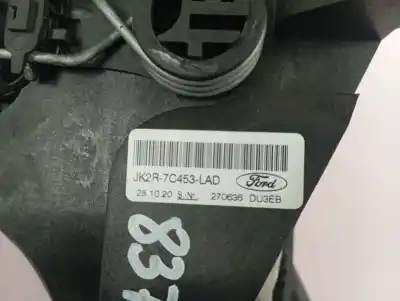 JK2R-7C453-LAD
Ford
28.10.20 S.Nr. 270636 DU3EB
837